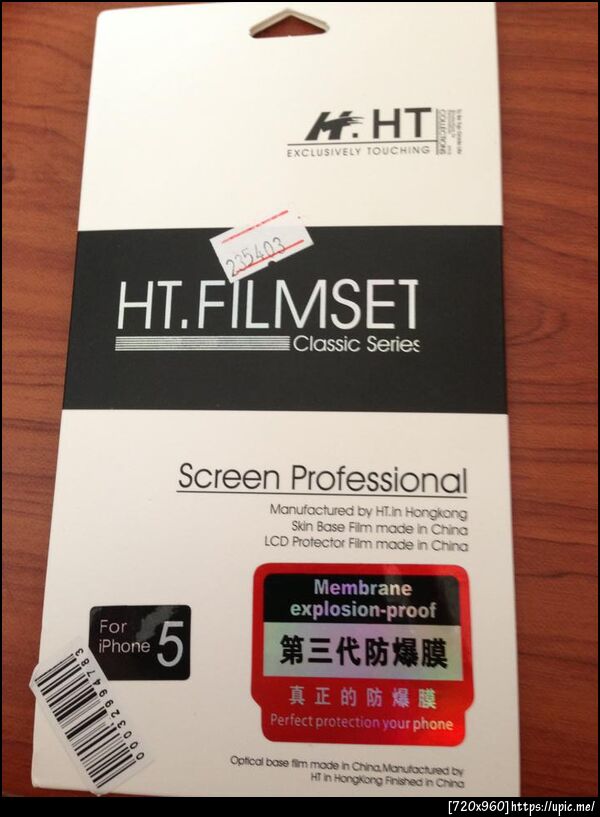 H. HT
COLLECTIONS
EXCLUSIVELY TOUCHING
235403
HT.FILMSET
Classic Series
Screen Professional
Manufactured by HT.in Hongkong
Skin Base Film made in China
LCD Protector Film made in China
Membrane
explosion-proof
第三代防爆膜
真正的防爆膜
Perfect protection your phone
For
iPhone 5
0003294783
Optical base film made in China,Manufactured by
HT in HongKong Finished in China
[720x960]https://upic.me/